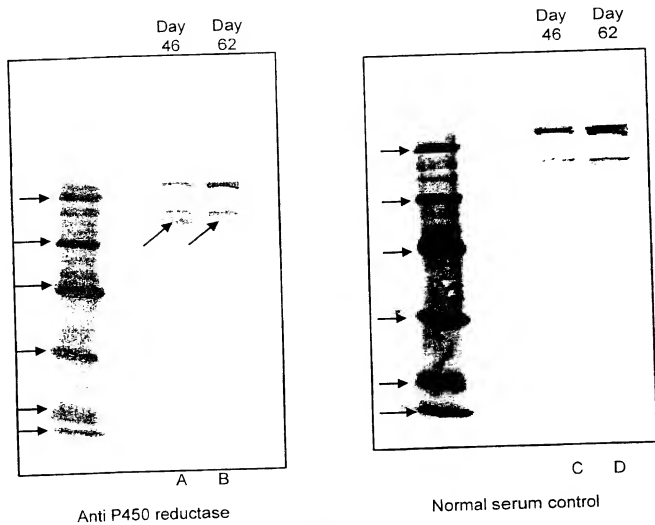 Day
46
Day
62
Day
46
Day
62
A
B
C
D
Anti P450 reductase
Normal serum control